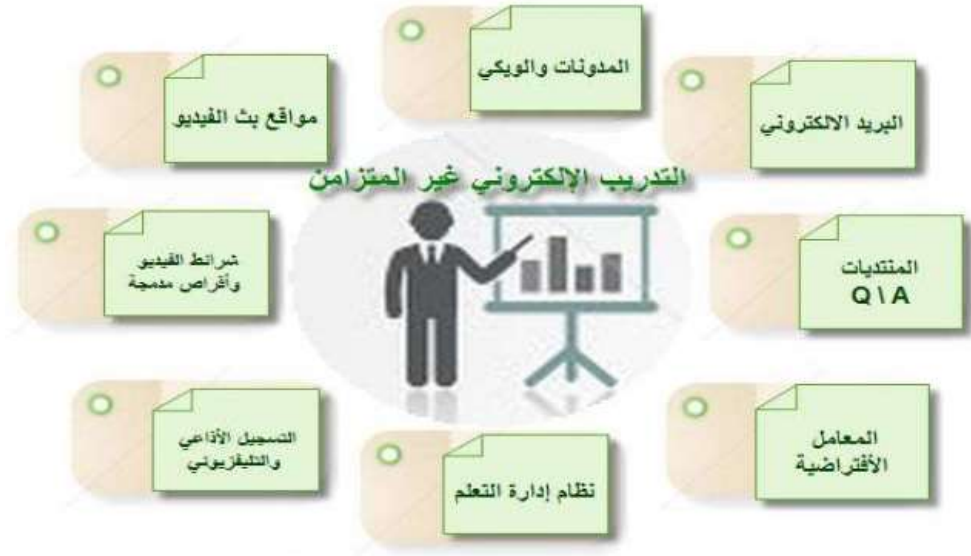 المدونات والويكي
البريد الالكتروني
مواقع بث الفيديو
التدريب الإلكتروني غير المتزامن
المنتديات
Q \ A
شرائط الفيديو
وأقراص مدمجة
المعامل
الأفتراضية
التسجيل الأذاعي
والتليفزيوني
نظام إدارة التعلم